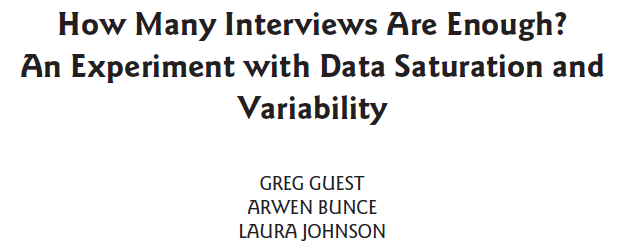 How Many Interviews Are Enough?
An Experiment with Data Saturation and
Variability
GREG GUEST
ARWEN BUNCE
LAURA JOHNSON